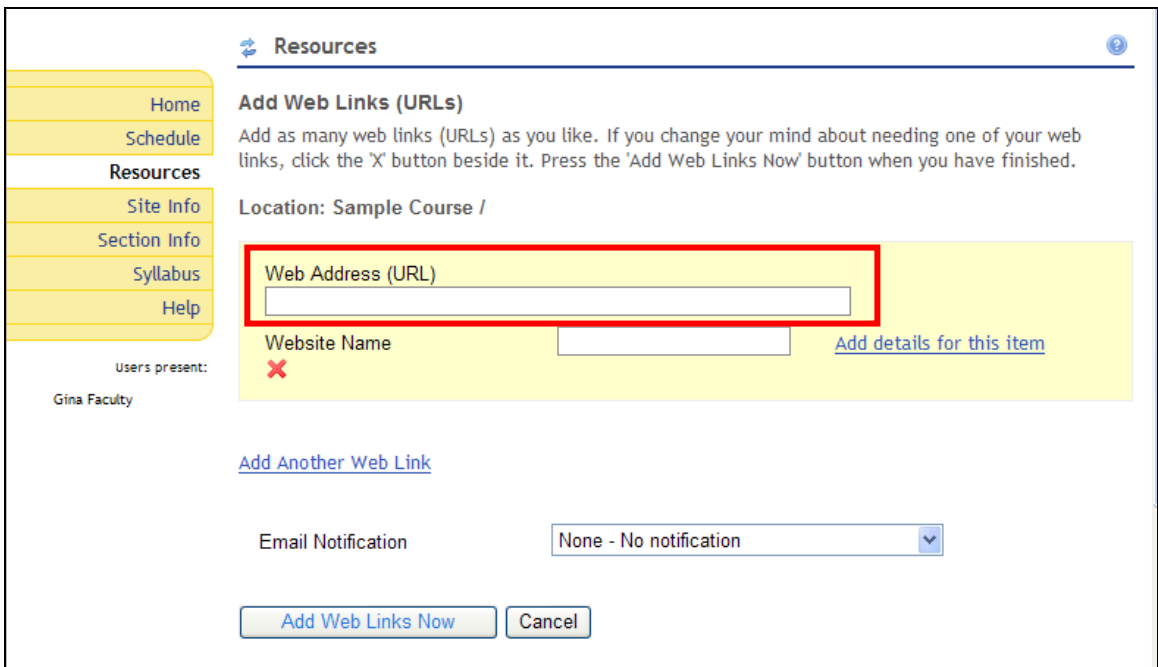 Resources
Home
Schedule
Resources
Site Info
Section Info
Syllabus
Help
Users present:
Gina Faculty
Add Web Links (URLs)
Add as many web links (URLs) as you like. If you change your mind about needing one of your web
links, click the 'X' button beside it. Press the 'Add Web Links Now' button when you have finished.
Location: Sample Course /
Web Address (URL)
Website Name
Add details for this item
Add Another Web Link
Email Notification
None - No notification
Add Web Links Now
Cancel